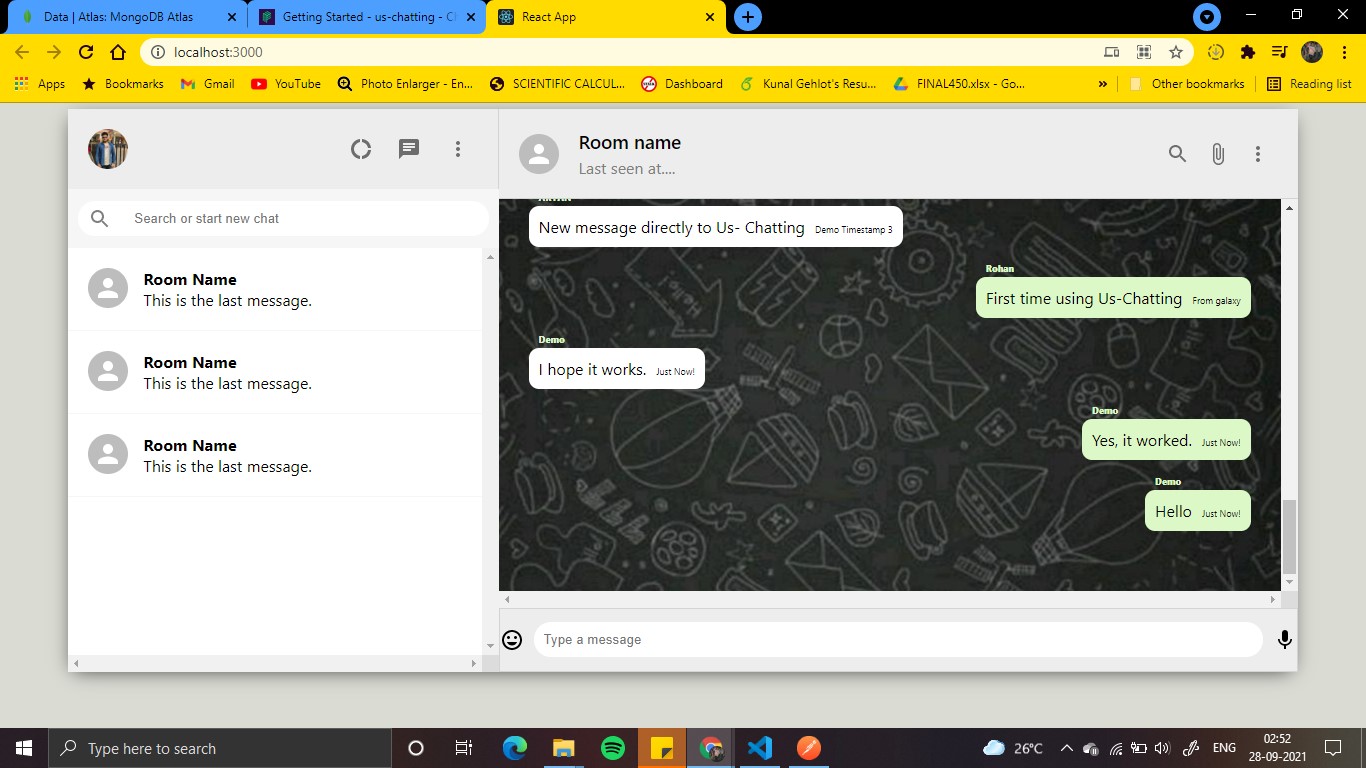 Data | Atlas: MongoDB Atlas
Getting Started - us-chatting - C
React App
localhost:3000
Apps
Bookmarks
Gmail
YouTube
Photo Enlarger - En...
SCIENTIFIC CALCUL...
Dashboard
Kunal Gehlot's Resu...
FINAL450.xlsx - Go...
Other bookmarks
Reading list
Room name
Last seen at....
Search or start new chat
Room Name
This is the last message.
Room Name
This is the last message.
Room Name
This is the last message.
New message directly to Us- Chatting Demo Timestamp 3
Rohan
First time using Us-Chatting From galaxy
Demo
I hope it works. Just Now!
Demo
Yes, it worked. Just Now!
Demo
Hello Just Now!
Type a message
Type here to search
26°C
ENG
02:52
28-09-2021